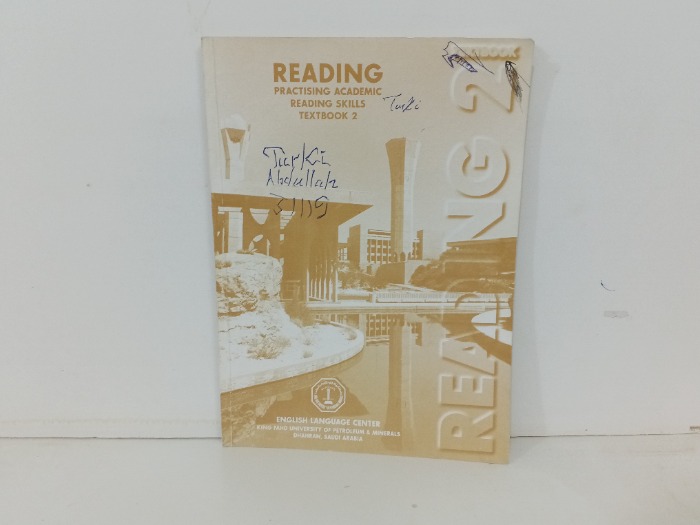 READING
PRACTISING ACADEMIC
READING SKILLS
TEXTBOOK 2
Turki
Turki
Abdullah
READING 2
ENGLISH LANGUAGE CENTER
KING FAHD UNIVERSITY OF PETROLEUM & MINERALS
DHAHRAN, SAUDI ARABIA